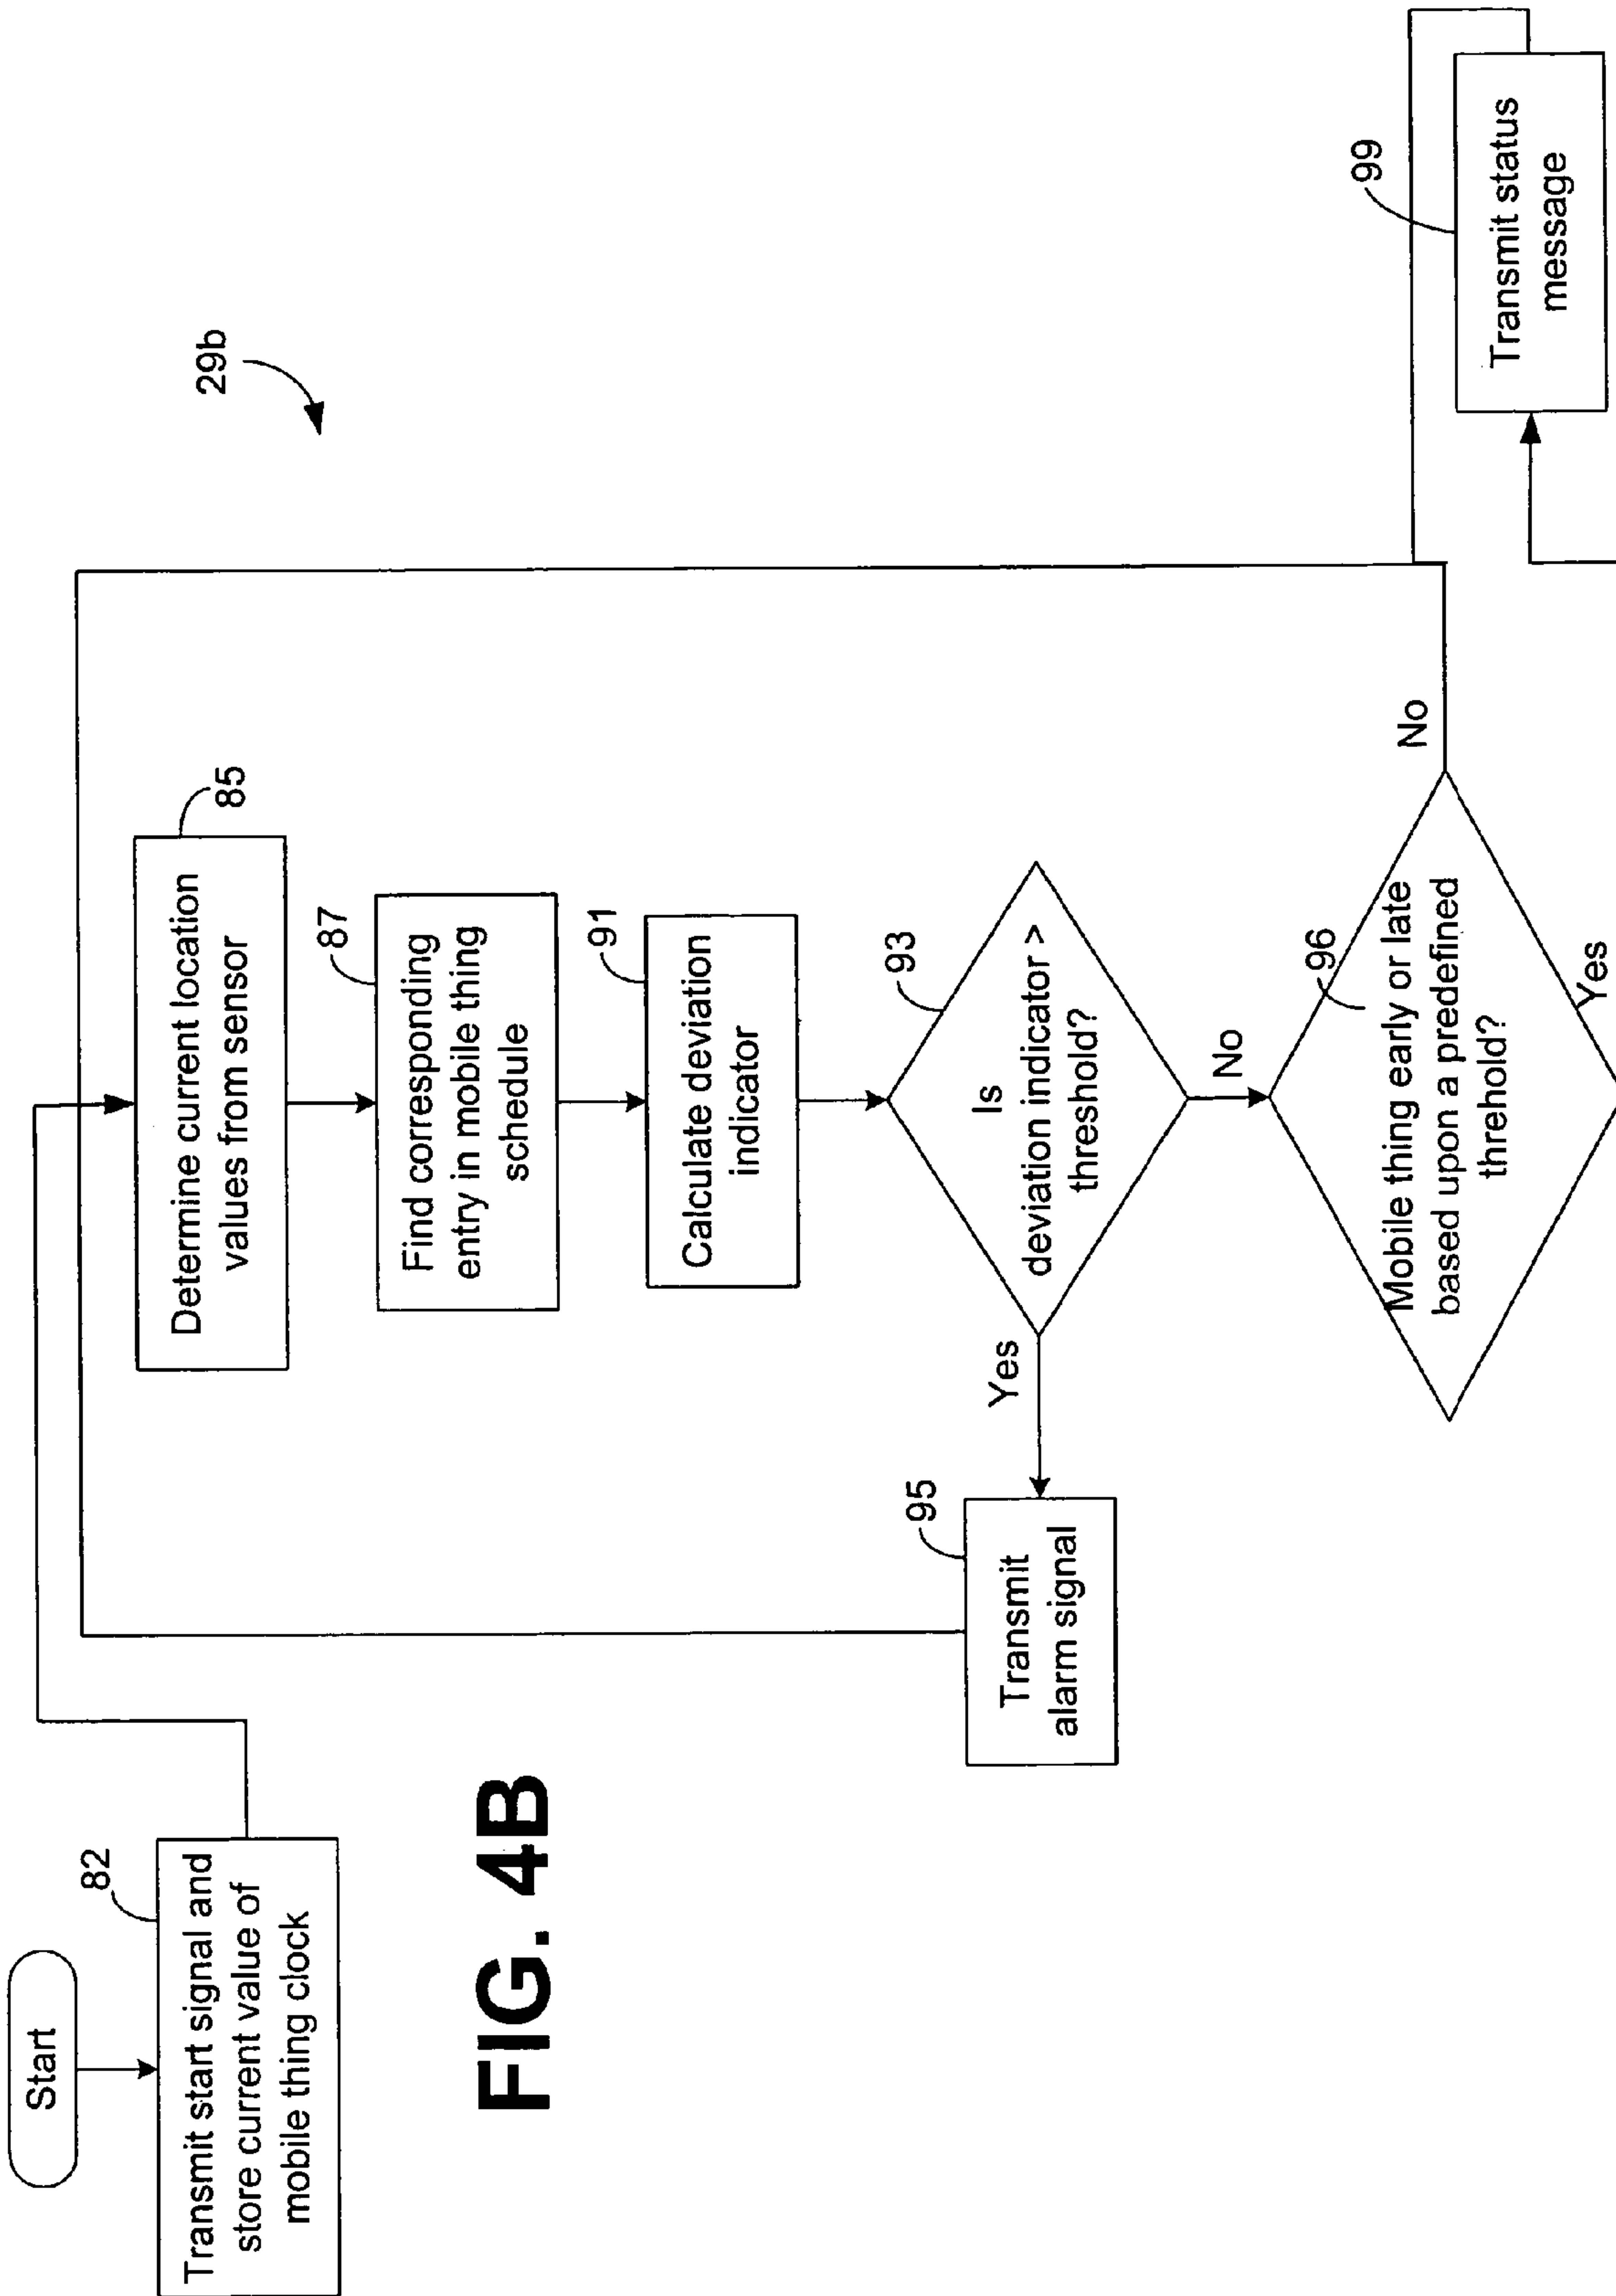 Start
82
Transmit start signal and
store current value of
mobile thing clock
FIG. 4B
29b
85
Determine current location
values from sensor
87
Find corresponding
entry in mobile thing
schedule
91
Calculate deviation
indicator
93
Is
deviation indicator >
threshold?
Yes
No
95
Transmit
alarm signal
96
Mobile thing early or late
based upon a predefined
threhold?
No
Yes
99
Transmit status
message